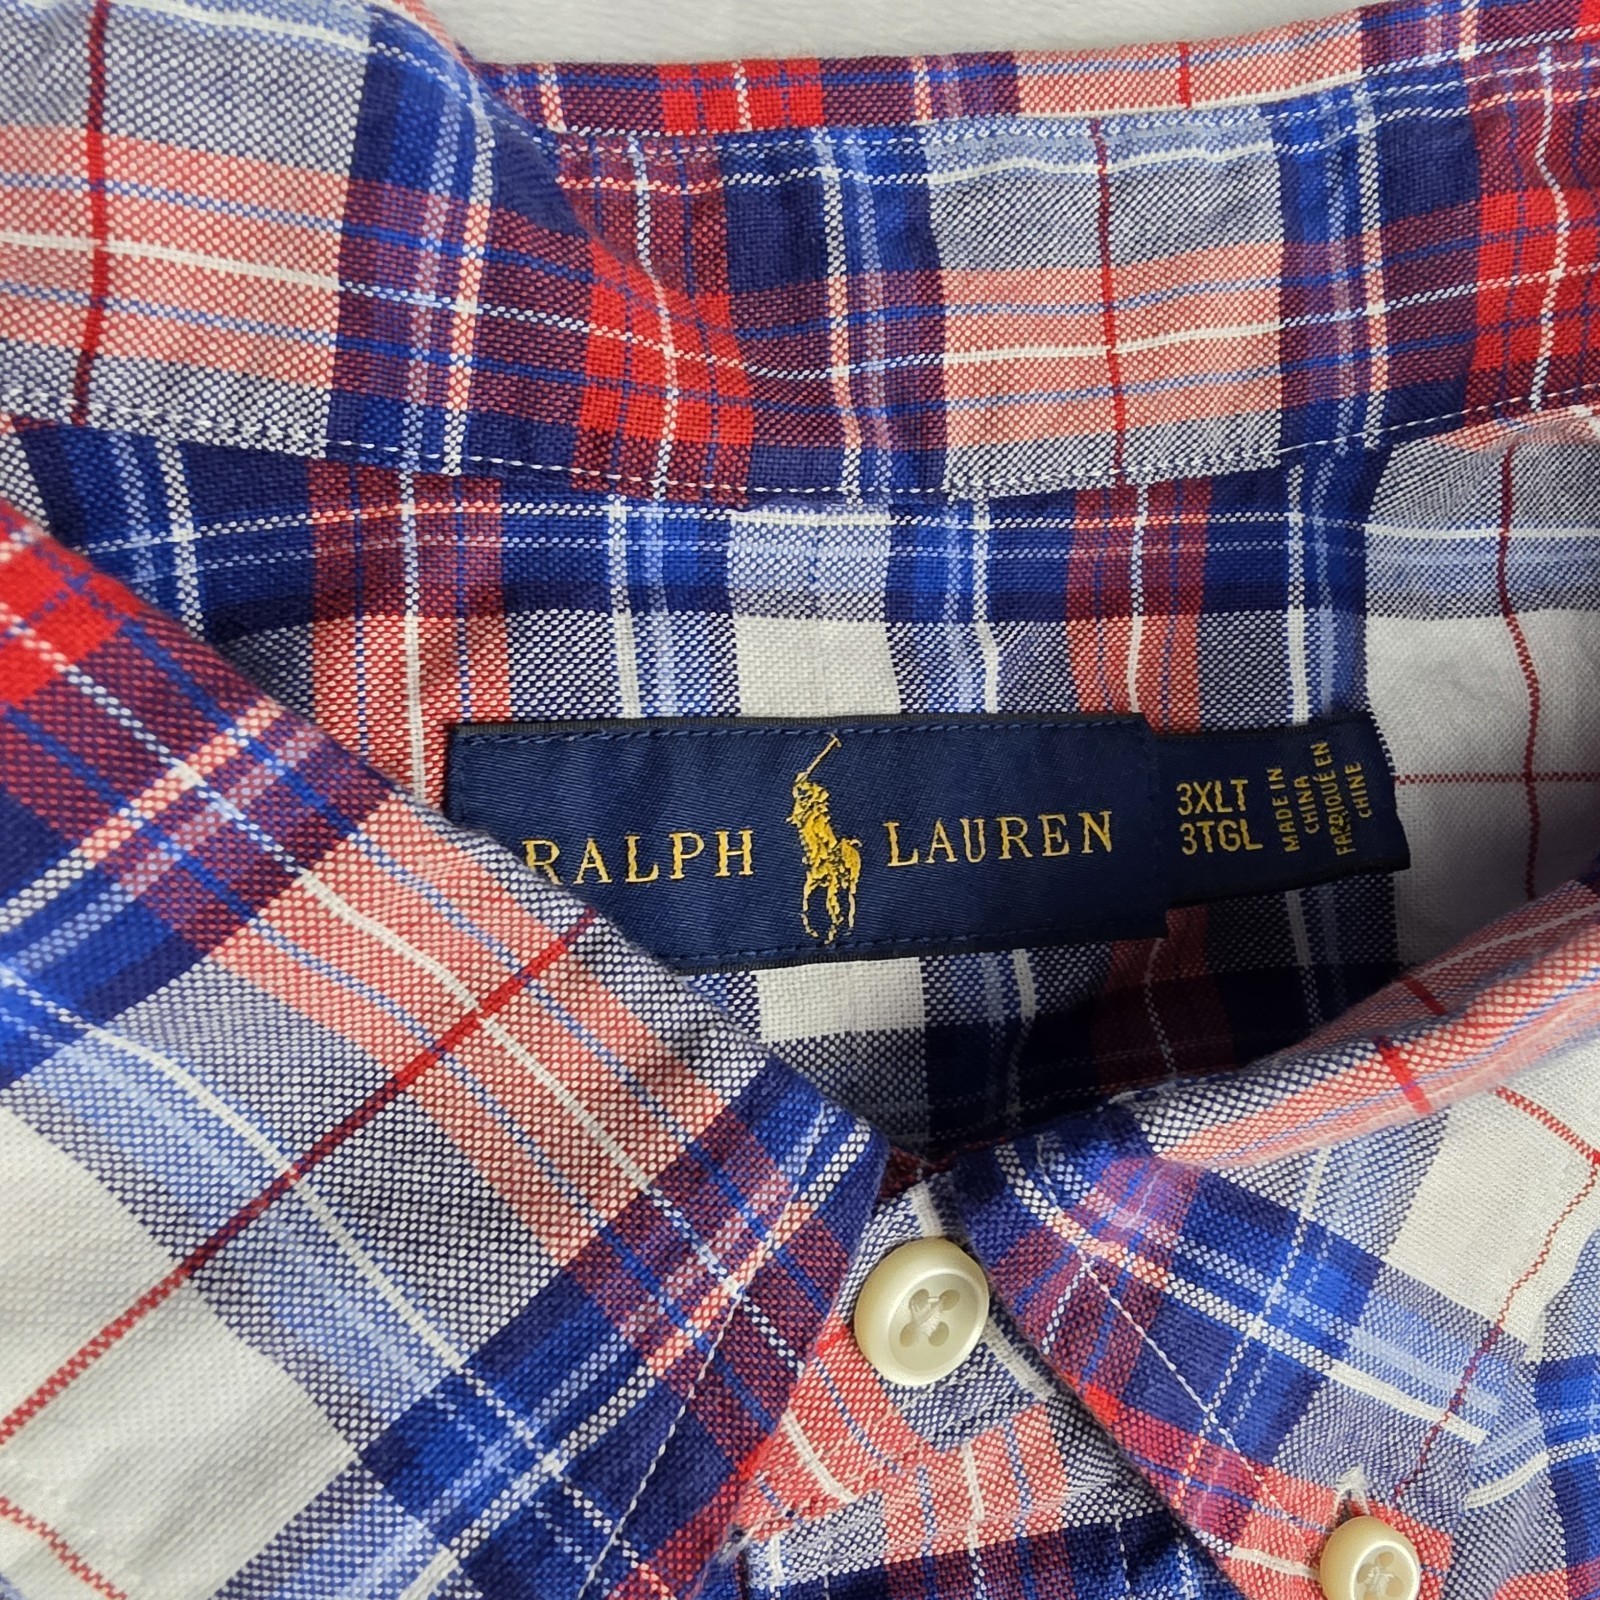 RALPH LAUREN
3XLT
3TGL
MADE IN
CHINA
FABRIQUÉ EN
CHINE